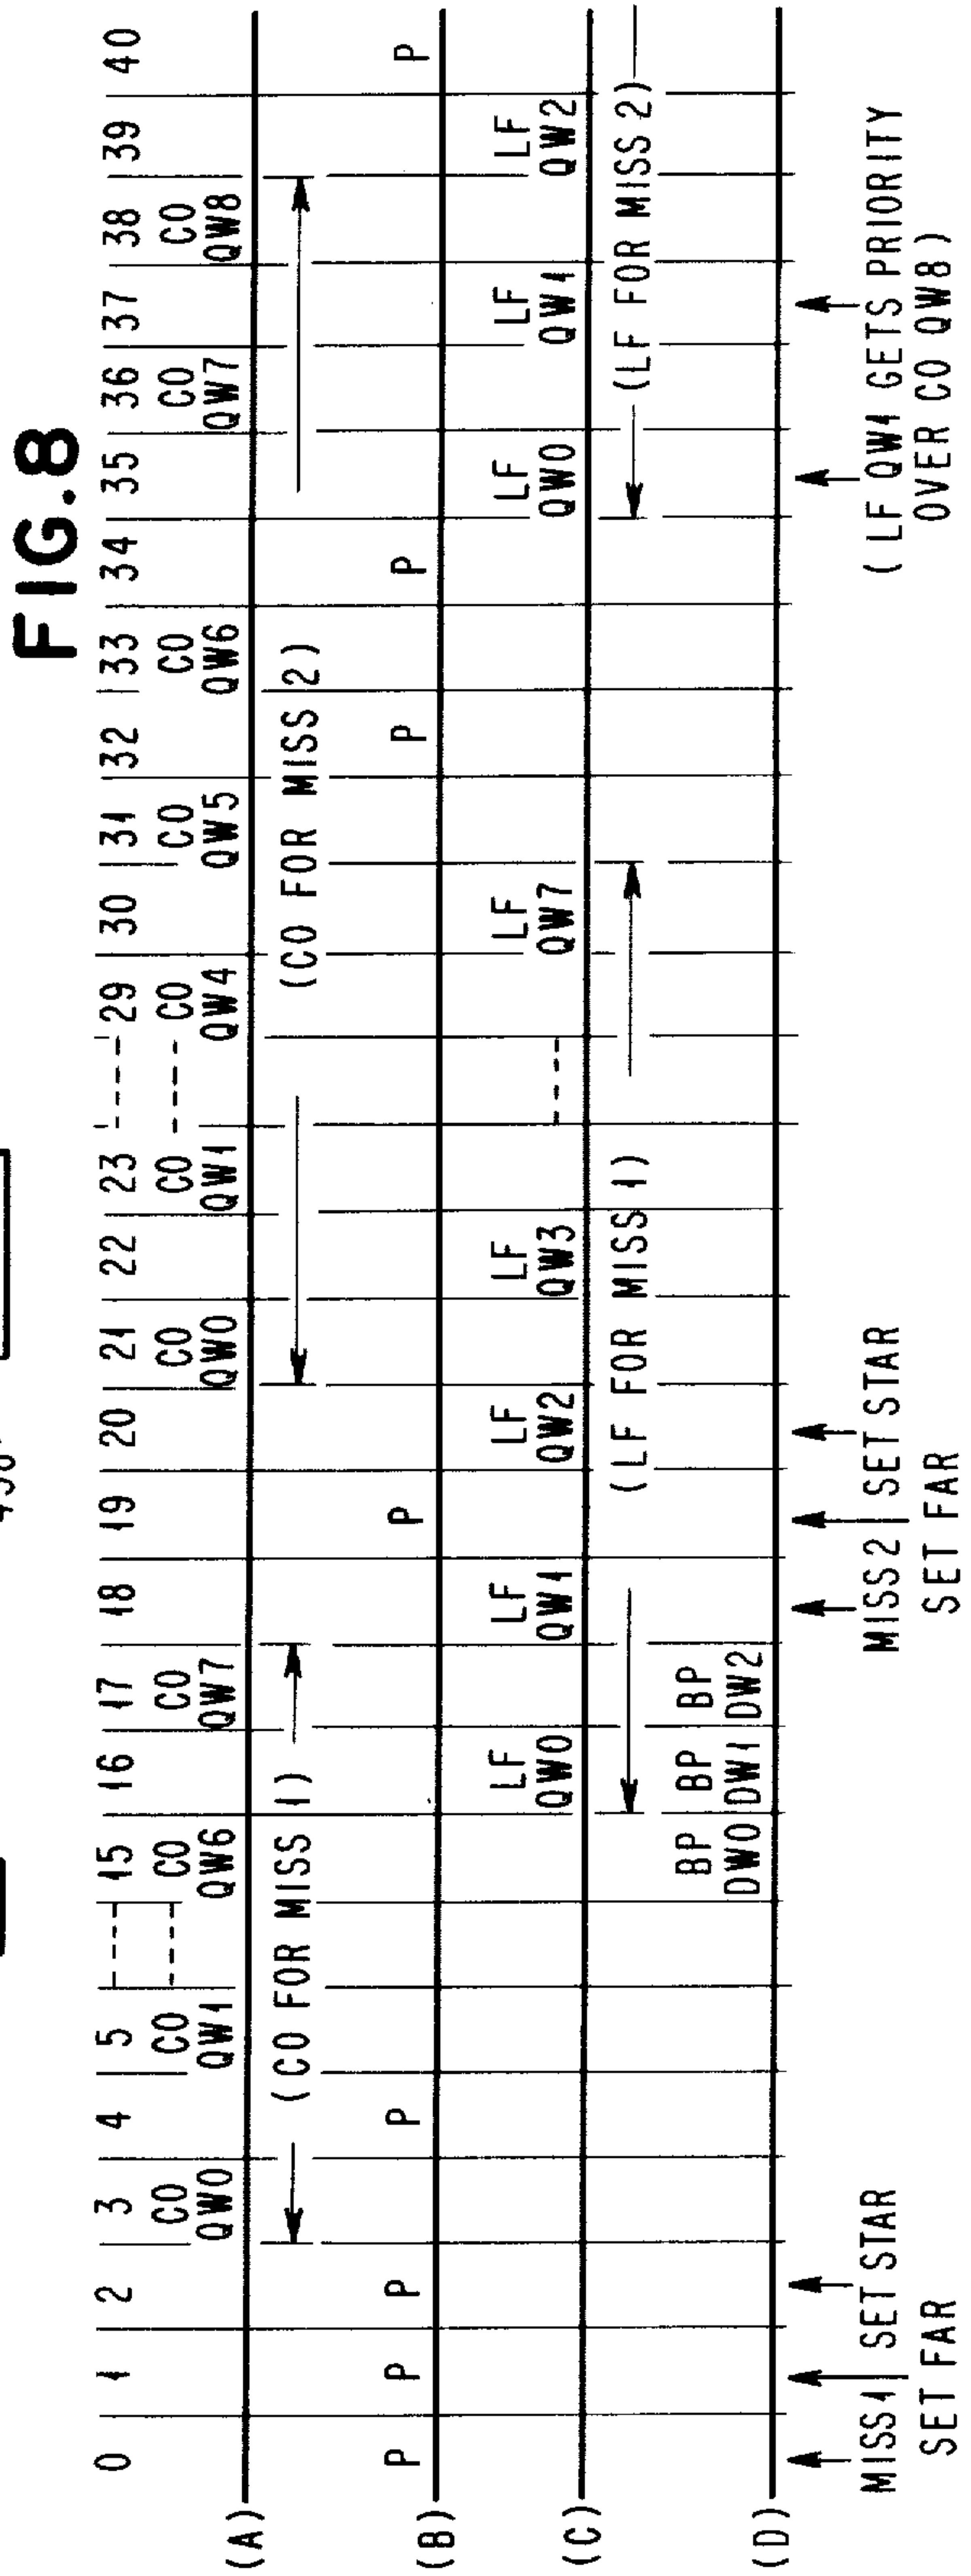 FIG.8
0 1 2 3 4 5 15 16 17 18 19 20 21 22 23 29 30 31 32 33 34 35 36 37 38 39 40
CO QW0
CO QW1
CO QW6
CO QW7
CO QW0
CO QW1
CO QW4
CO QW5
CO QW6
CO QW7
CO QW8
(A)
(CO FOR MISS 1)
(CO FOR MISS 2)
P P P P P P P P
(B)
LF QW0
LF QW1
LF QW2
LF QW3
LF QW7
LF QW0
LF QW1
LF QW2
(C)
(LF FOR MISS 1)
(LF FOR MISS 2)
BP DW0
BP DW1
BP DW2
(D)
MISS1 SET STAR
SET FAR
MISS2 SET STAR
SET FAR
(LF QW1 GETS PRIORITY
OVER CO QW8)